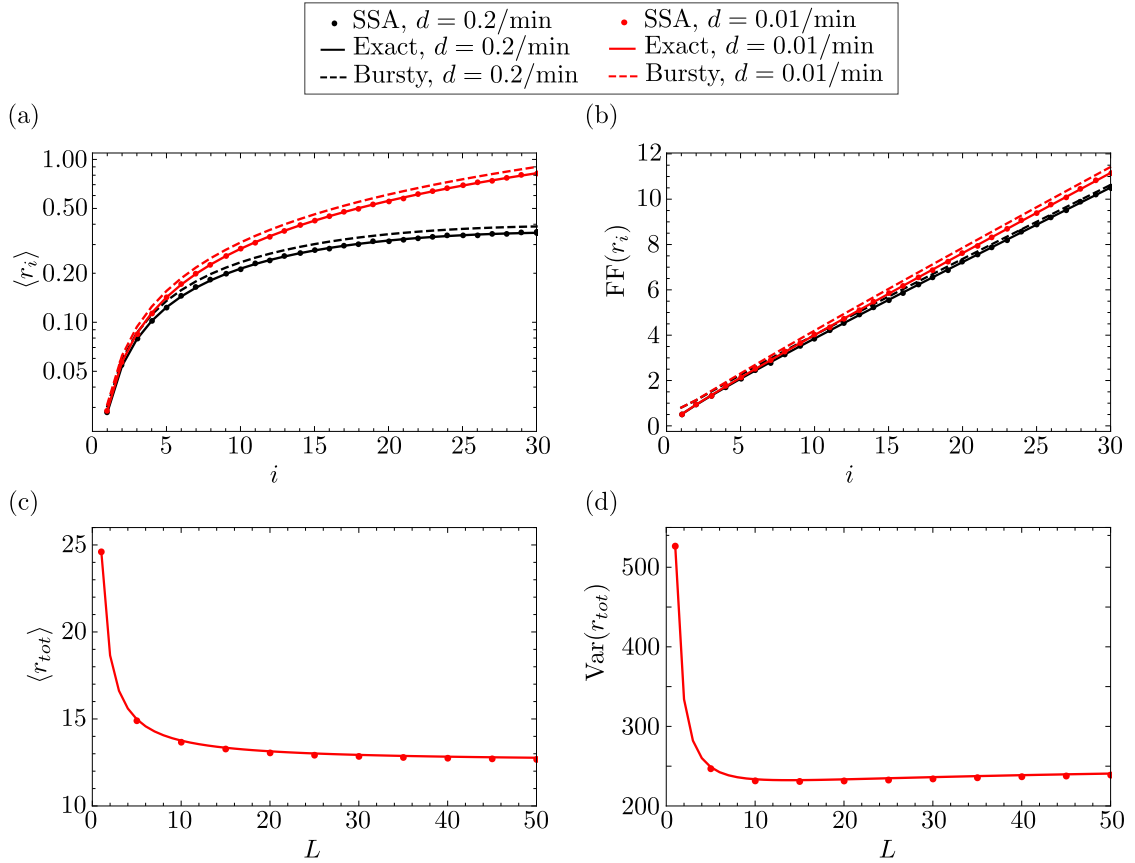 SSA, d = 0.2/min SSA, d = 0.01/min
Exact, d = 0.2/min Exact, d = 0.01/min
Bursty, d = 0.2/min Bursty, d = 0.01/min
(a) (b)
1.00
0.50
0.20
0.10
0.05
⟨r_i⟩
0 5 10 15 20 25 30
i
12
10
8
6
4
2
0
FF(r_i)
0 5 10 15 20 25 30
i
(c) (d)
25
20
15
10
⟨r_{tot}⟩
0 10 20 30 40 50
L
500
400
300
200
Var(r_{tot})
0 10 20 30 40 50
L